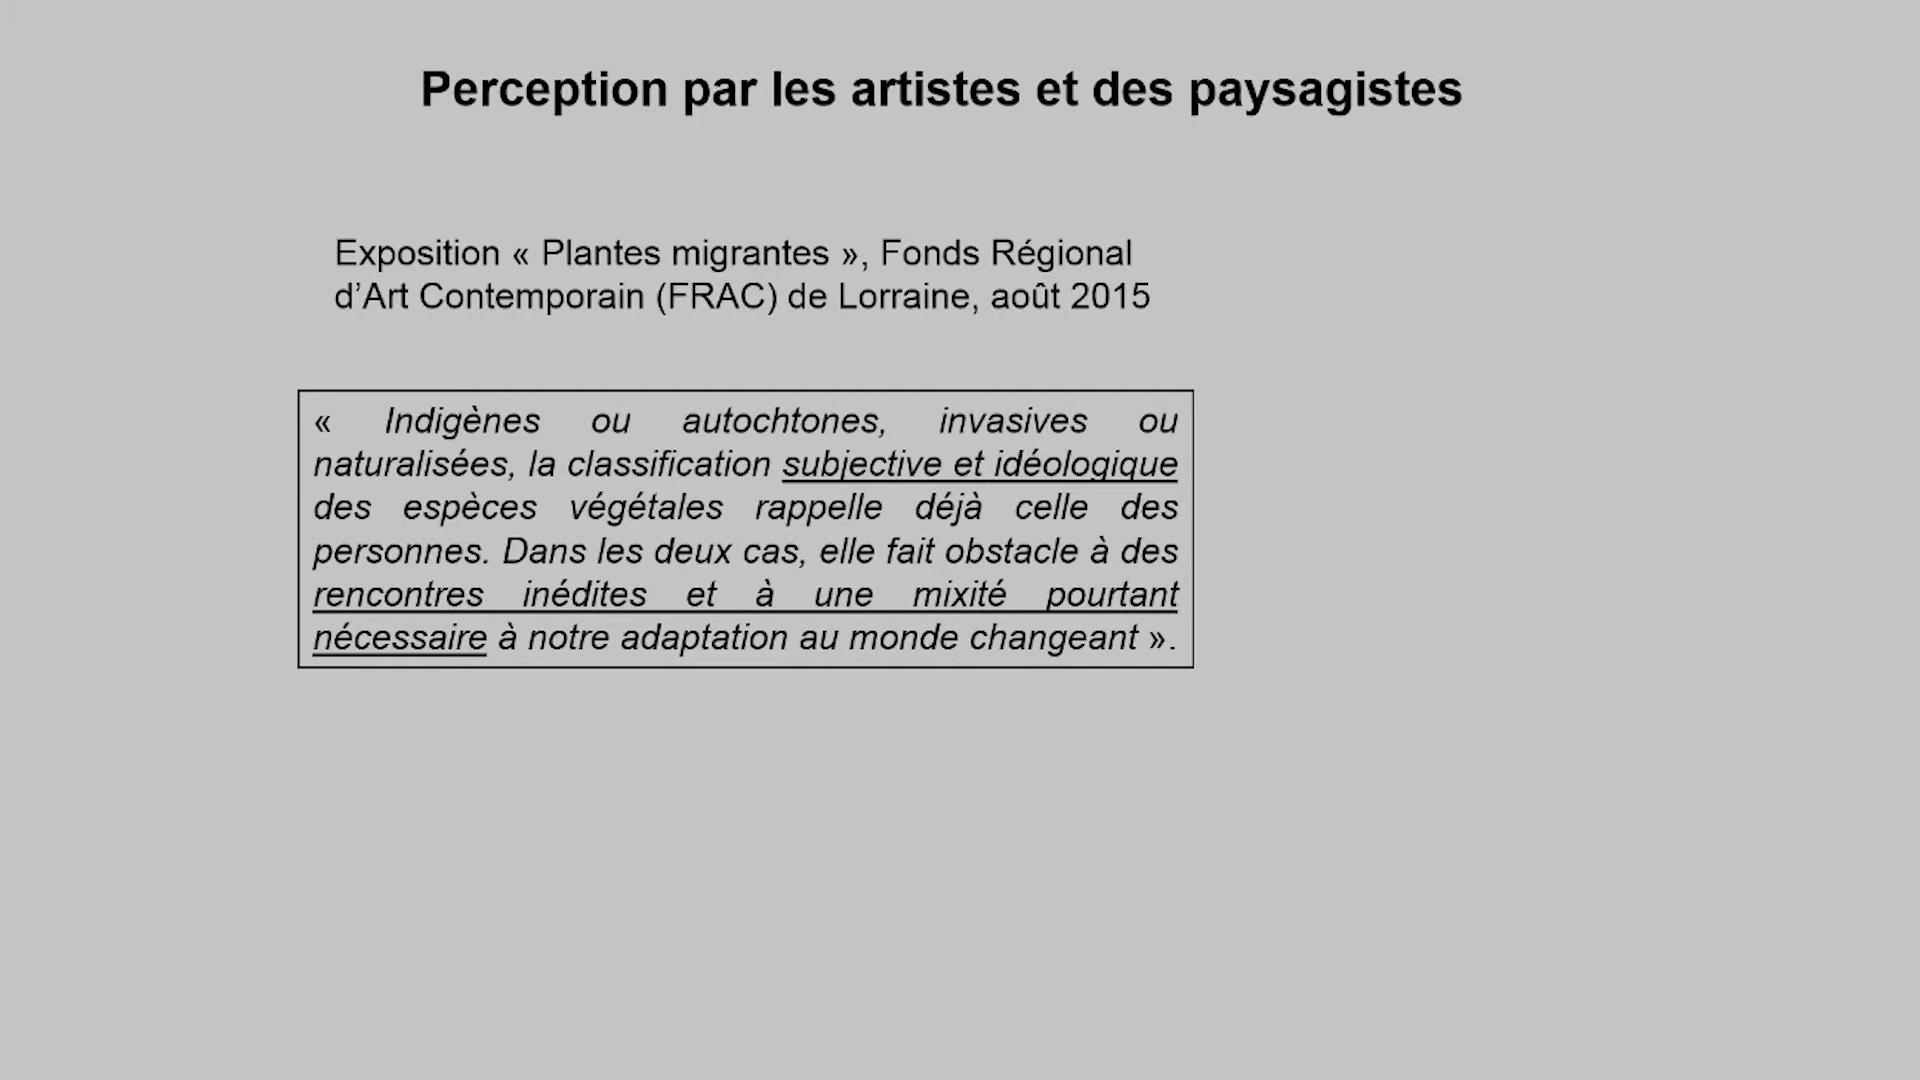 Perception par les artistes et des paysagistes
Exposition « Plantes migrantes », Fonds Régional
d’Art Contemporain (FRAC) de Lorraine, août 2015
« Indigènes ou autochtones, invasives ou
naturalisées, la classification subjective et idéologique
des espèces végétales rappelle déjà celle des
personnes. Dans les deux cas, elle fait obstacle à des
rencontres inédites et à une mixité pourtant
nécessaire à notre adaptation au monde changeant ».